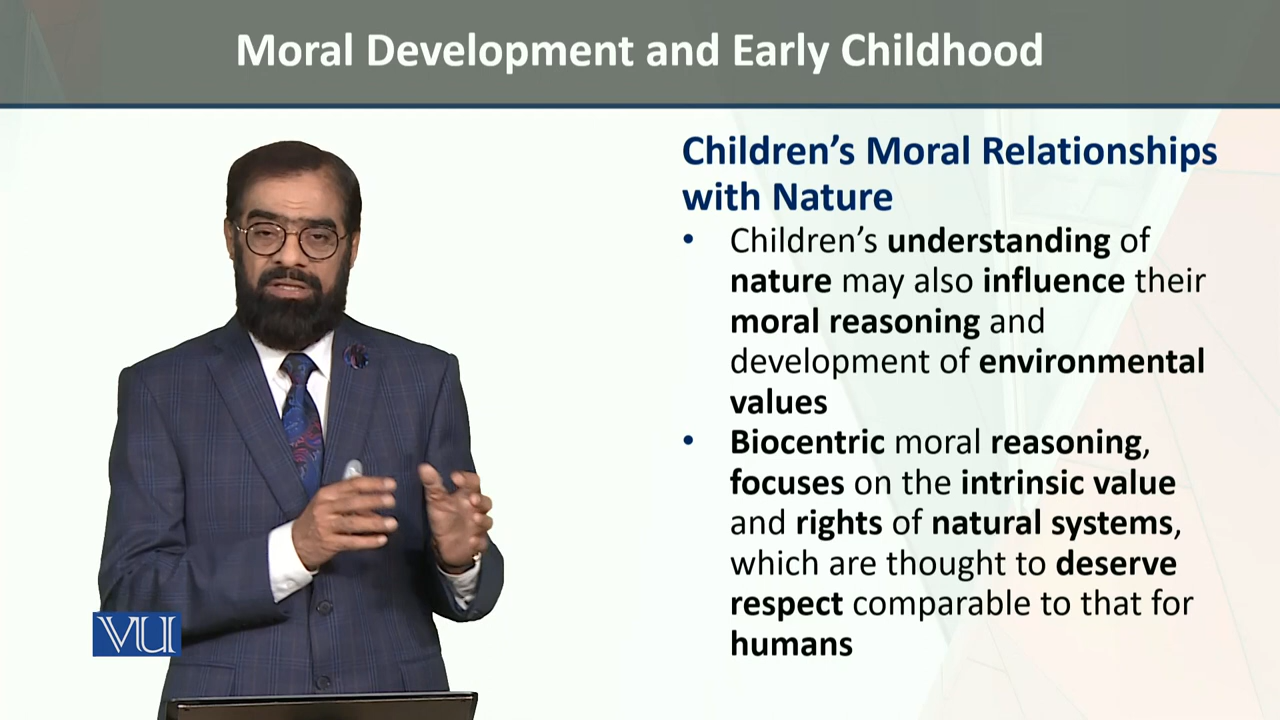 Moral Development and Early Childhood
Children's Moral Relationships
with Nature
• Children's understanding of
nature may also influence their
moral reasoning and
development of environmental
values
• Biocentric moral reasoning,
focuses on the intrinsic value
and rights of natural systems,
which are thought to deserve
respect comparable to that for
humans
VU